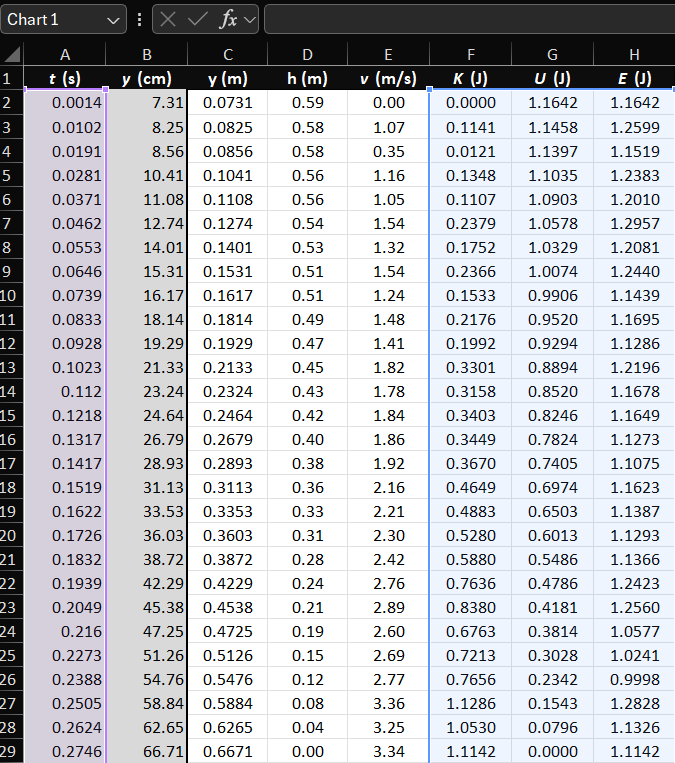 Chart 1 fx
A B C D E F G H
1 t (s) y (cm) y (m) h (m) v (m/s) K (J) U (J) E (J)
2 0.0014 7.31 0.0731 0.59 0.00 0.0000 1.1642 1.1642
3 0.0102 8.25 0.0825 0.58 1.07 0.1141 1.1458 1.2599
4 0.0191 8.56 0.0856 0.58 0.35 0.0121 1.1397 1.1519
5 0.0281 10.41 0.1041 0.56 1.16 0.1348 1.1035 1.2383
6 0.0371 11.08 0.1108 0.56 1.05 0.1107 1.0903 1.2010
7 0.0462 12.74 0.1274 0.54 1.54 0.2379 1.0578 1.2957
8 0.0553 14.01 0.1401 0.53 1.32 0.1752 1.0329 1.2081
9 0.0646 15.31 0.1531 0.51 1.54 0.2366 1.0074 1.2440
10 0.0739 16.17 0.1617 0.51 1.24 0.1533 0.9906 1.1439
11 0.0833 18.14 0.1814 0.49 1.48 0.2176 0.9520 1.1695
12 0.0928 19.29 0.1929 0.47 1.41 0.1992 0.9294 1.1286
13 0.1023 21.33 0.2133 0.45 1.82 0.3301 0.8894 1.2196
14 0.112 23.24 0.2324 0.43 1.78 0.3158 0.8520 1.1678
15 0.1218 24.64 0.2464 0.42 1.84 0.3403 0.8246 1.1649
16 0.1317 26.79 0.2679 0.40 1.86 0.3449 0.7824 1.1273
17 0.1417 28.93 0.2893 0.38 1.92 0.3670 0.7405 1.1075
18 0.1519 31.13 0.3113 0.36 2.16 0.4649 0.6974 1.1623
19 0.1622 33.53 0.3353 0.33 2.21 0.4883 0.6503 1.1387
20 0.1726 36.03 0.3603 0.31 2.30 0.5280 0.6013 1.1293
21 0.1832 38.72 0.3872 0.28 2.42 0.5880 0.5486 1.1366
22 0.1939 42.29 0.4229 0.24 2.76 0.7636 0.4786 1.2423
23 0.2049 45.38 0.4538 0.21 2.89 0.8380 0.4181 1.2560
24 0.216 47.25 0.4725 0.19 2.60 0.6763 0.3814 1.0577
25 0.2273 51.26 0.5126 0.15 2.69 0.7213 0.3028 1.0241
26 0.2388 54.76 0.5476 0.12 2.77 0.7656 0.2342 0.9998
27 0.2505 58.84 0.5884 0.08 3.36 1.1286 0.1543 1.2828
28 0.2624 62.65 0.6265 0.04 3.25 1.0530 0.0796 1.1326
29 0.2746 66.71 0.6671 0.00 3.34 1.1142 0.0000 1.1142